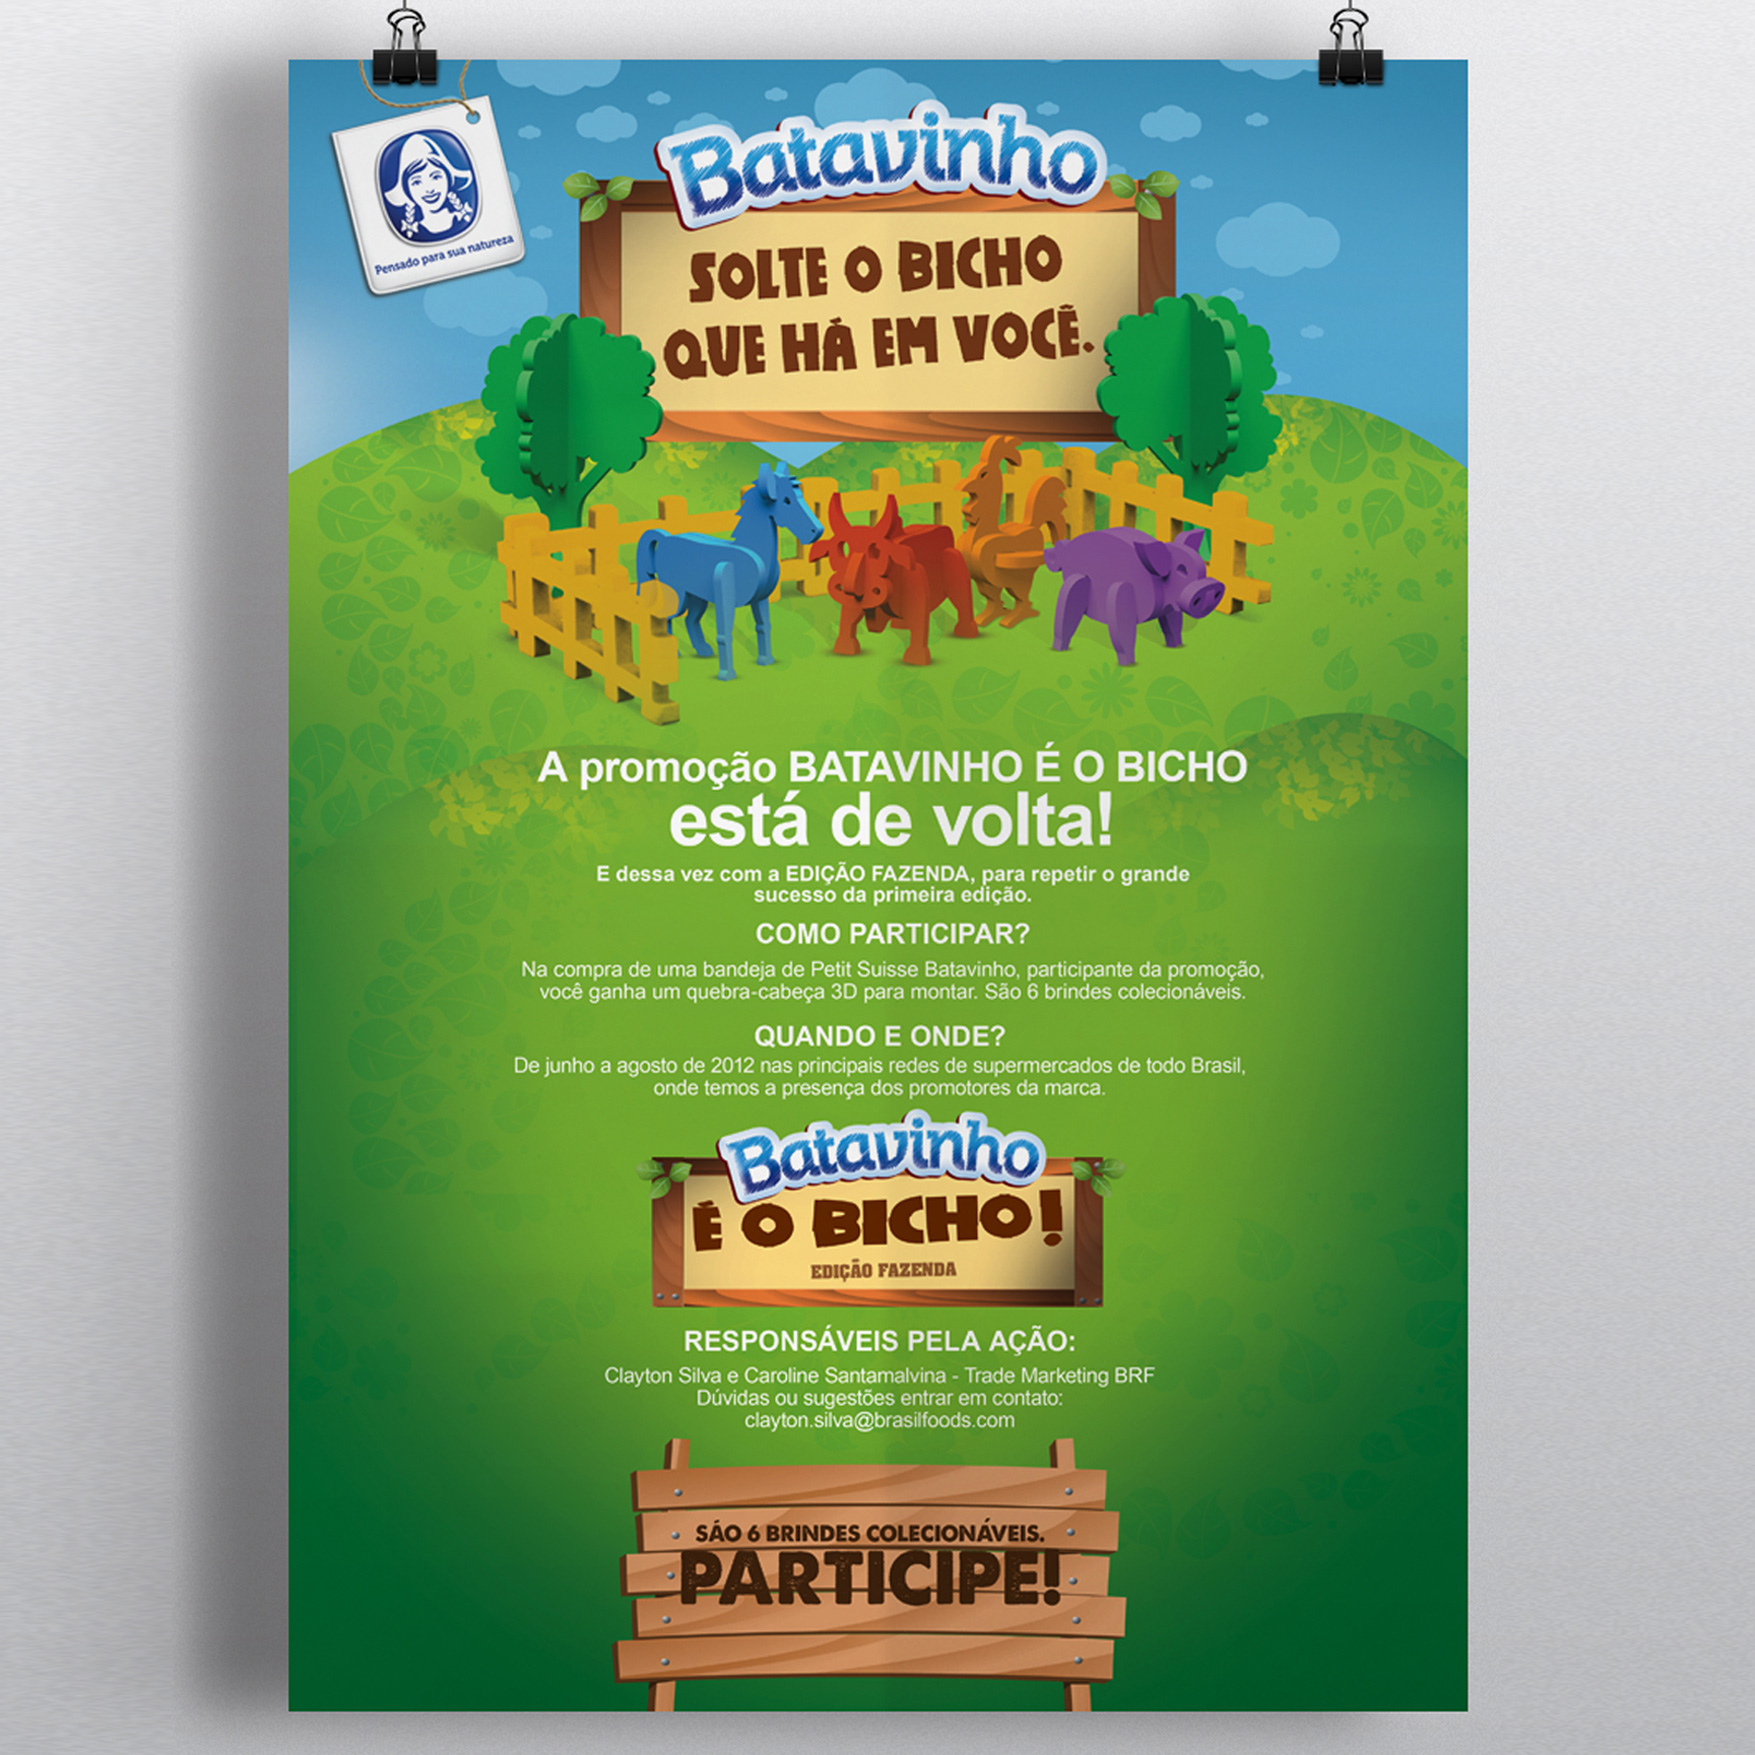 Batavinho
Pensado para sua natureza
SOLTE O BICHO
QUE HÁ EM VOCÊ.
A promoção BATAVINHO É O BICHO
está de volta!
E dessa vez com a EDIÇÃO FAZENDA, para repetir o grande
sucesso da primeira edição.
COMO PARTICIPAR?
Na compra de uma bandeja de Petit Suisse Batavinho, participante da promoção,
você ganha um quebra-cabeça 3D para montar. São 6 brindes colecionáveis.
QUANDO E ONDE?
De junho a agosto de 2012 nas principais redes de supermercados de todo Brasil,
onde temos a presença dos promotores da marca.
Batavinho
É O BICHO!
EDIÇÃO FAZENDA
RESPONSÁVEIS PELA AÇÃO:
Clayton Silva e Caroline Santamalvina - Trade Marketing BRF
Dúvidas ou sugestões entrar em contato:
clayton.silva@brasilfoods.com
SÃO 6 BRINDES COLECIONÁVEIS.
PARTICIPE!